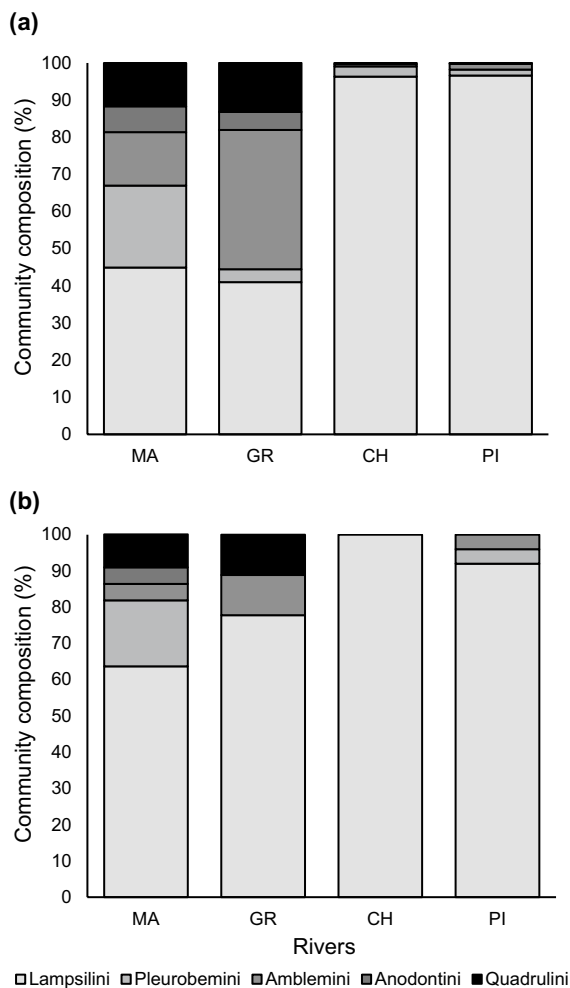 (a)
Community composition (%)
100
90
80
70
60
50
40
30
20
10
0
MA GR CH PI
(b)
Community composition (%)
100
90
80
70
60
50
40
30
20
10
0
MA GR CH PI
Rivers
Lampsilini Pleurobemini Amblemini Anodontini Quadrulini